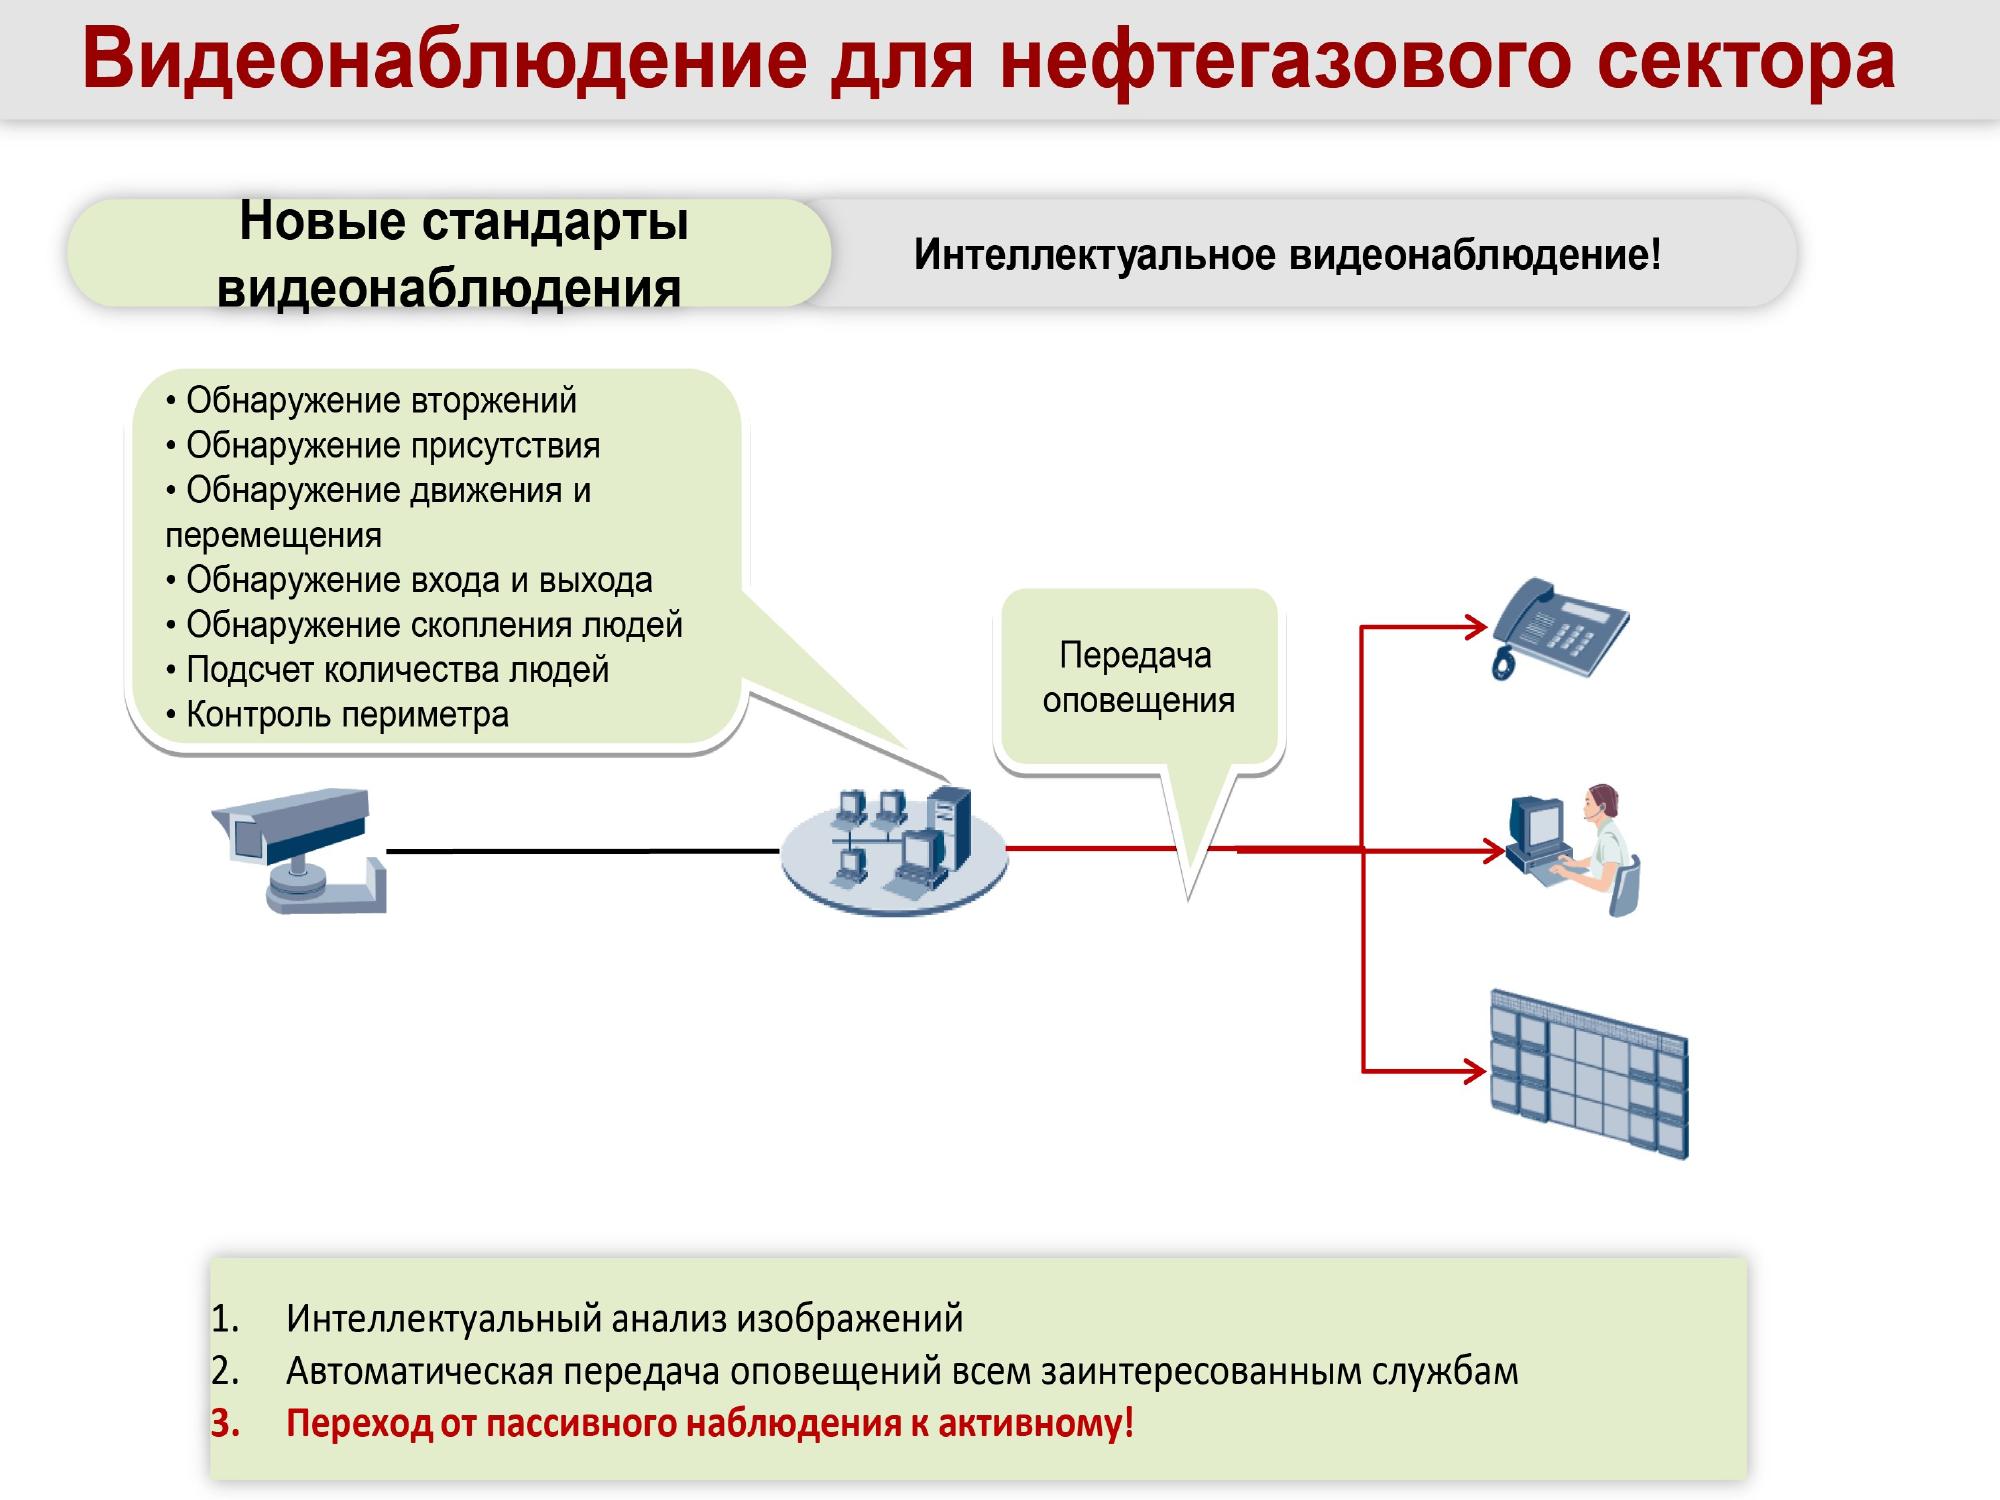 Видеонаблюдение для нефтегазового сектора
Новые стандарты
видеонаблюдения
Интеллектуальное видеонаблюдение!
• Обнаружение вторжений
• Обнаружение присутствия
• Обнаружение движения и
перемещения
• Обнаружение входа и выхода
• Обнаружение скопления людей
• Подсчет количества людей
• Контроль периметра
Передача
оповещения
1. Интеллектуальный анализ изображений
2. Автоматическая передача оповещений всем заинтересованным службам
3. Переход от пассивного наблюдения к активному!